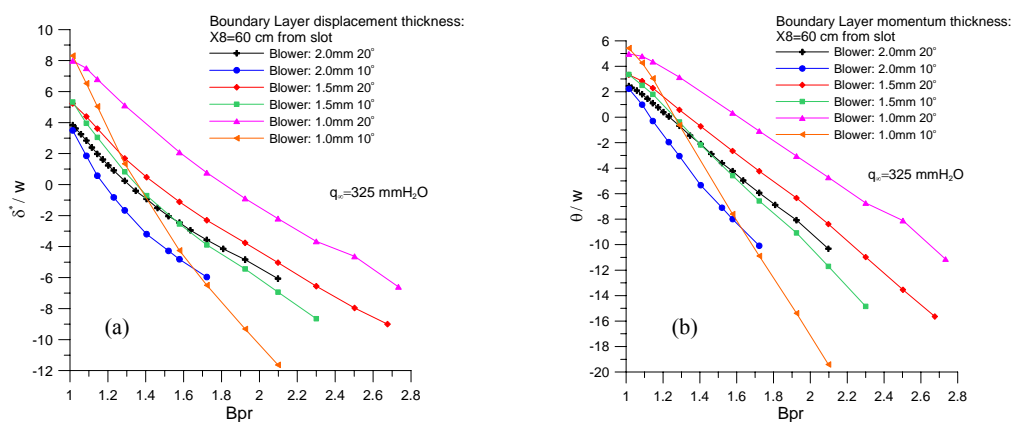 Boundary Layer displacement thickness:
X8=60 cm from slot
Blower: 2.0mm 20°
Blower: 2.0mm 10°
Blower: 1.5mm 20°
Blower: 1.5mm 10°
Blower: 1.0mm 20°
Blower: 1.0mm 10°
q∞=325 mmH₂O
δ* / w
10
8
6
4
2
0
-2
-4
-6
-8
-10
-12
(a)
1 1.2 1.4 1.6 1.8 2 2.2 2.4 2.6 2.8
Bpr
Boundary Layer momentum thickness:
X8=60 cm from slot
Blower: 2.0mm 20°
Blower: 2.0mm 10°
Blower: 1.5mm 20°
Blower: 1.5mm 10°
Blower: 1.0mm 20°
Blower: 1.0mm 10°
q∞=325 mmH₂O
θ / w
6
4
2
0
-2
-4
-6
-8
-10
-12
-14
-16
-18
-20
(b)
1 1.2 1.4 1.6 1.8 2 2.2 2.4 2.6 2.8
Bpr